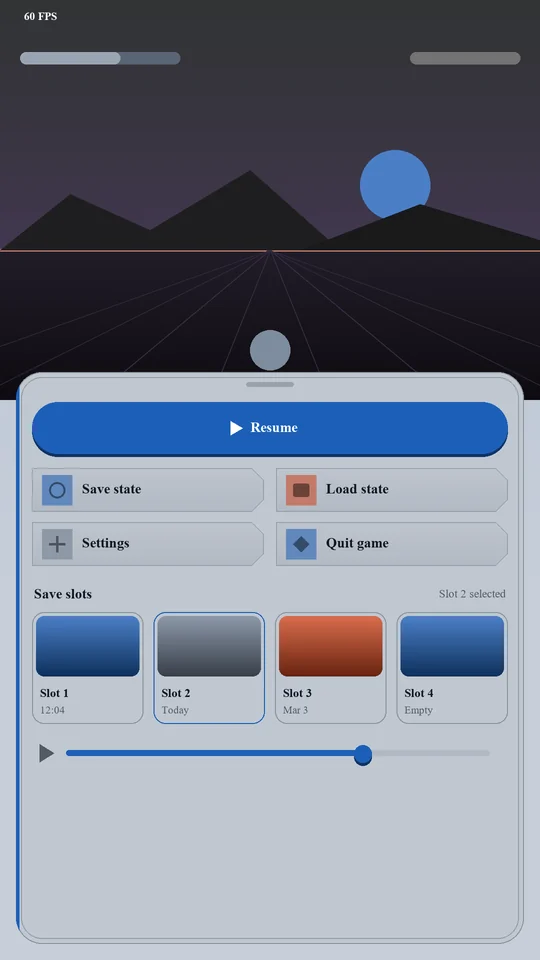 60 FPS
Resume
Save state
Load state
Settings
Quit game
Save slots
Slot 2 selected
Slot 1
12:04
Slot 2
Today
Slot 3
Mar 3
Slot 4
Empty